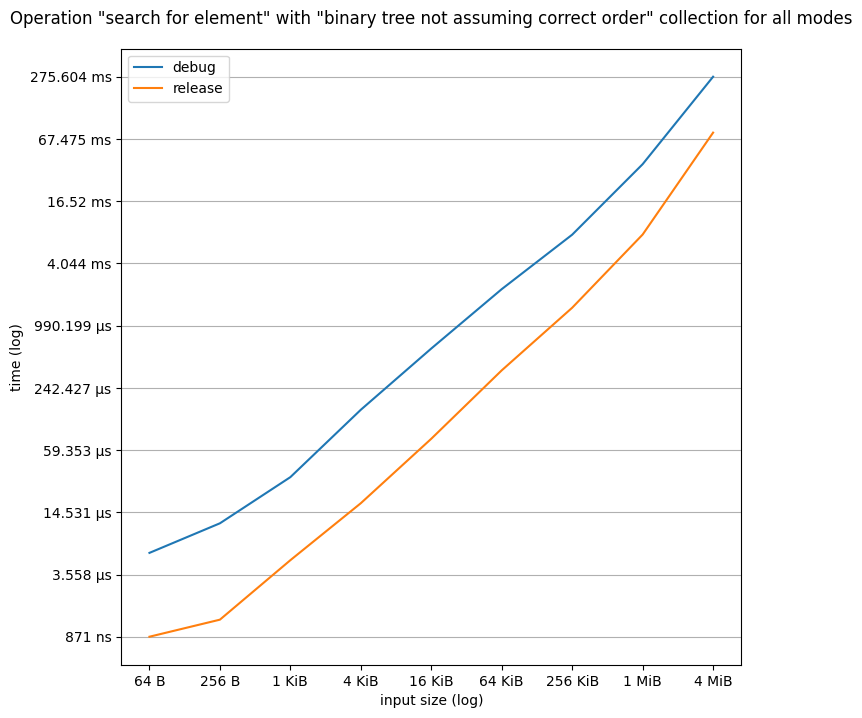 Operation "search for element" with "binary tree not assuming correct order" collection for all modes
debug
release
275.604 ms
67.475 ms
16.52 ms
4.044 ms
990.199 µs
242.427 µs
59.353 µs
14.531 µs
3.558 µs
871 ns
time (log)
64 B 256 B 1 KiB 4 KiB 16 KiB 64 KiB 256 KiB 1 MiB 4 MiB
input size (log)